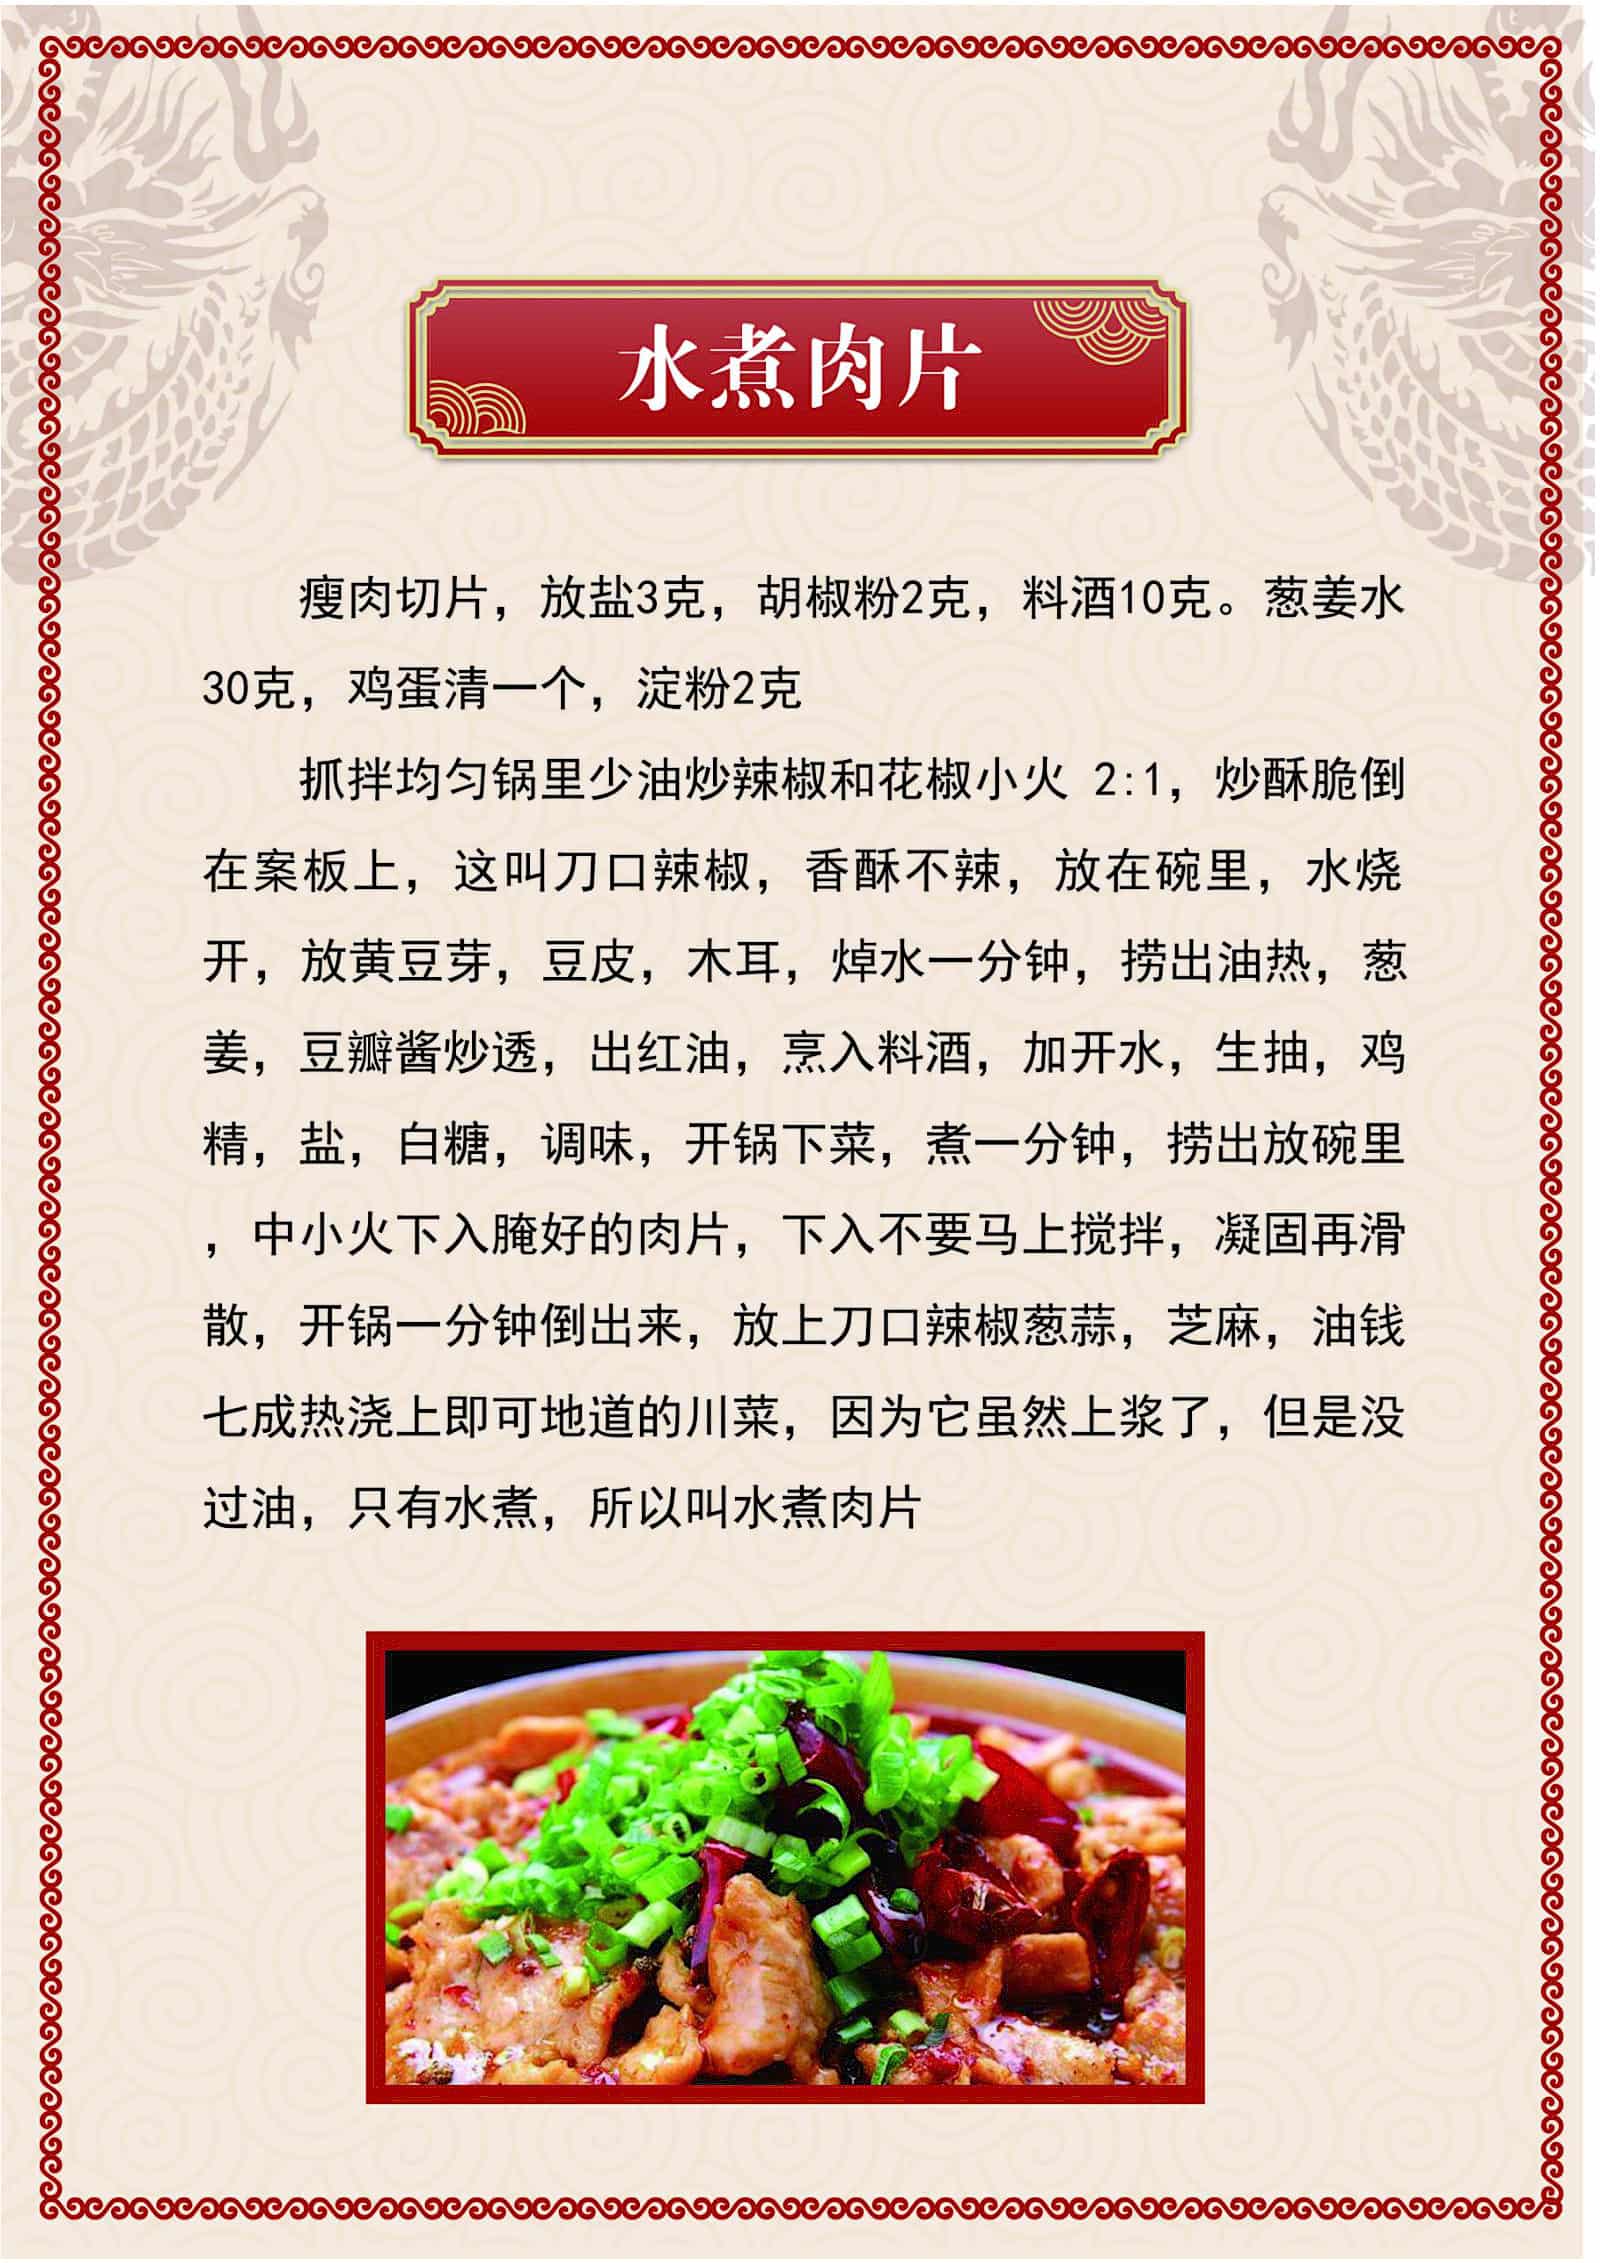 水煮肉片
瘦肉切片，放盐3克，胡椒粉2克，料酒10克。葱姜水
30克，鸡蛋清一个，淀粉2克
抓拌均匀锅里少油炒辣椒和花椒小火 2:1，炒酥脆倒
在案板上，这叫刀口辣椒，香酥不辣，放在碗里，水烧
开，放黄豆芽，豆皮，木耳，焯水一分钟，捞出油热，葱
姜，豆瓣酱炒透，出红油，烹入料酒，加开水，生抽，鸡
精，盐，白糖，调味，开锅下菜，煮一分钟，捞出放碗里
，中小火下入腌好的肉片，下入不要马上搅拌，凝固再滑
散，开锅一分钟倒出来，放上刀口辣椒葱蒜，芝麻，油钱
七成热浇上即可地道的川菜，因为它虽然上浆了，但是没
过油，只有水煮，所以叫水煮肉片